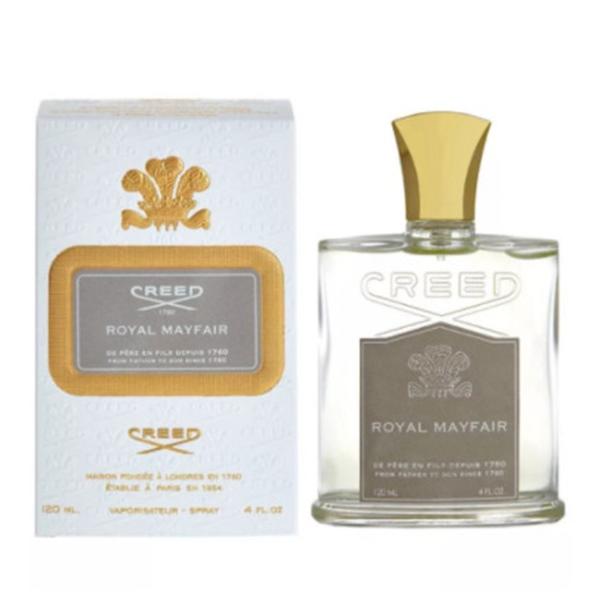 CREED
1760
ROYAL MAYFAIR
DE PÈRE EN FILS DEPUIS 1760
FROM FATHER TO SON SINCE 1760
CREED
MAISON FONDÉE À LONDRES EN 1760
ÉTABLIE À PARIS EN 1854
120 ML. VAPORISATEUR - SPRAY 4 FL.OZ
CREED
ROYAL MAYFAIR
DE PÈRE EN FILS DEPUIS 1760
FROM FATHER TO SON SINCE 1760
120 ML 4 FL.OZ